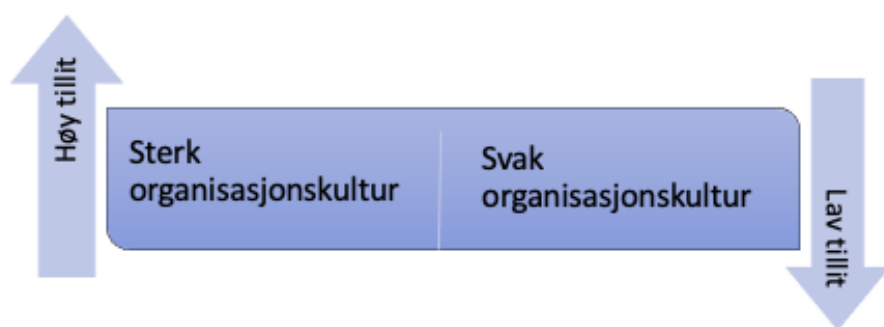 Høy tillit
Sterk
organisasjonskultur
Svak
organisasjonskultur
Lav tillit